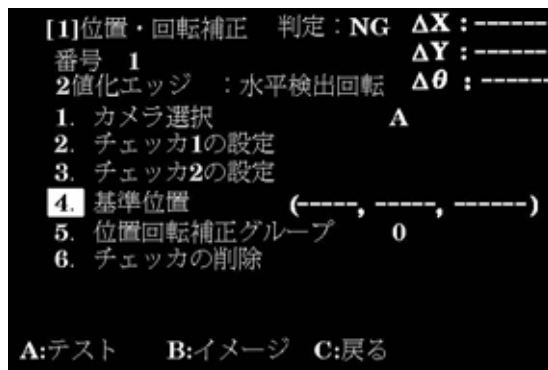 [1]位置・回転補正 判定：NG ΔX：------
番号 1 ΔY：------
2値化エッジ ：水平検出回転 Δθ：------
1. カメラ選択 A
2. チェッカ1の設定
3. チェッカ2の設定
4. 基準位置 (-----, -----, ------)
5. 位置回転補正グループ 0
6. チェッカの削除
A:テスト B:イメージ C:戻る